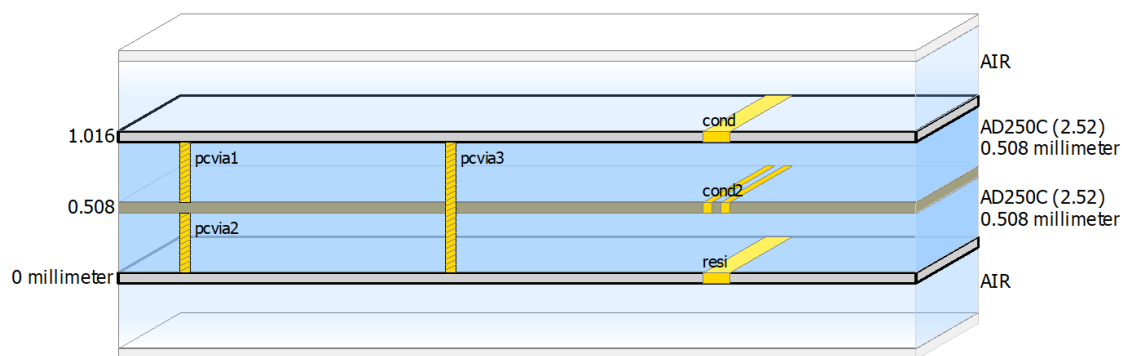 AIR
cond
1.016
AD250C (2.52)
0.508 millimeter
pcvia1
pcvia3
cond2
0.508
AD250C (2.52)
0.508 millimeter
pcvia2
resi
0 millimeter
AIR